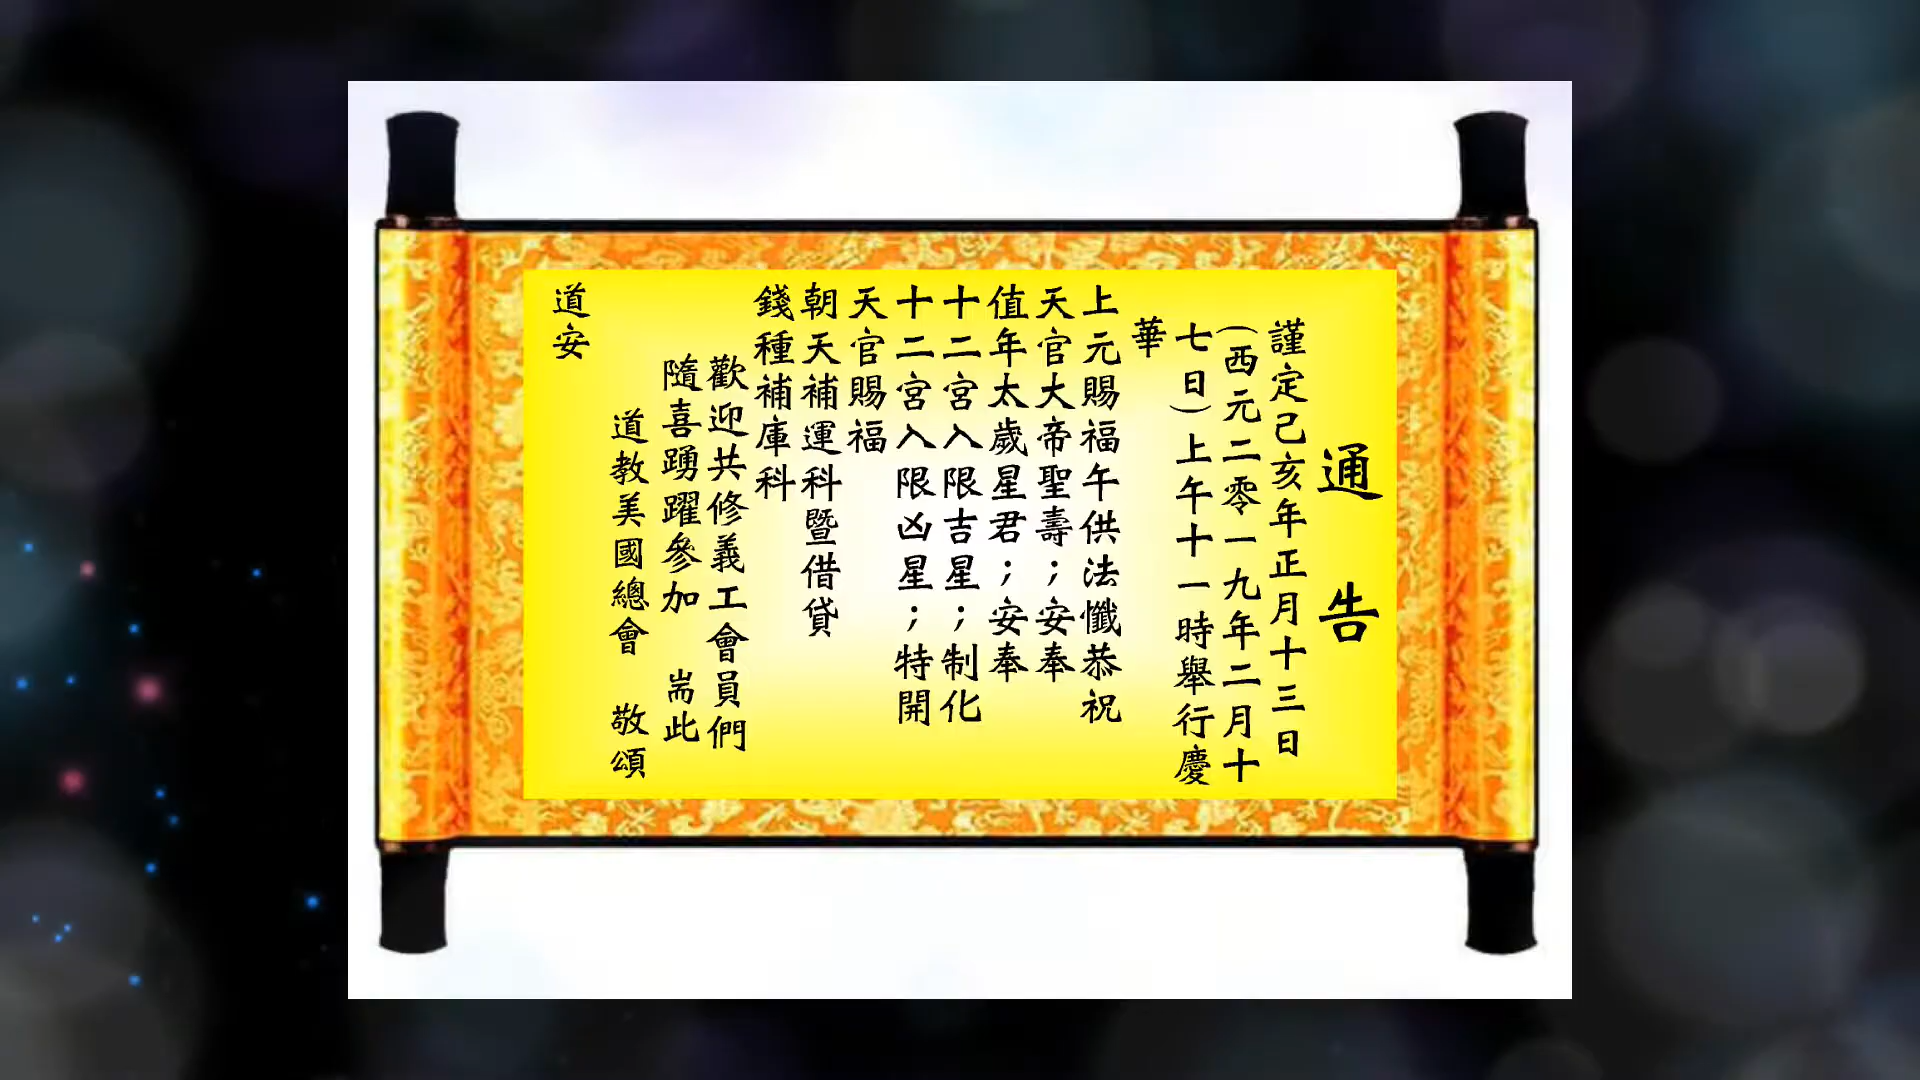 通告
謹定己亥年正月十三日
(西元二零一九年二月十
七日)上午十一時舉行慶
華
上元賜福午供法懺恭祝
天官大帝聖壽;安奉
值年太歲星君;安奉
十二宮入限吉星;制化
十二宮入限凶星;特開
天官賜福
朝天補運科暨借貸
錢種補庫科
歡迎共修義工會員們
隨喜踴躍參加 耑此
道教美國總會 敬頌
道安